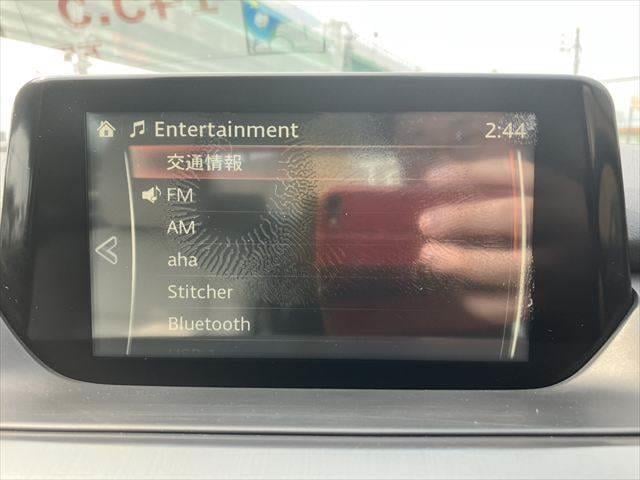 Entertainment
2:44
交通情報
FM
AM
aha
Stitcher
Bluetooth